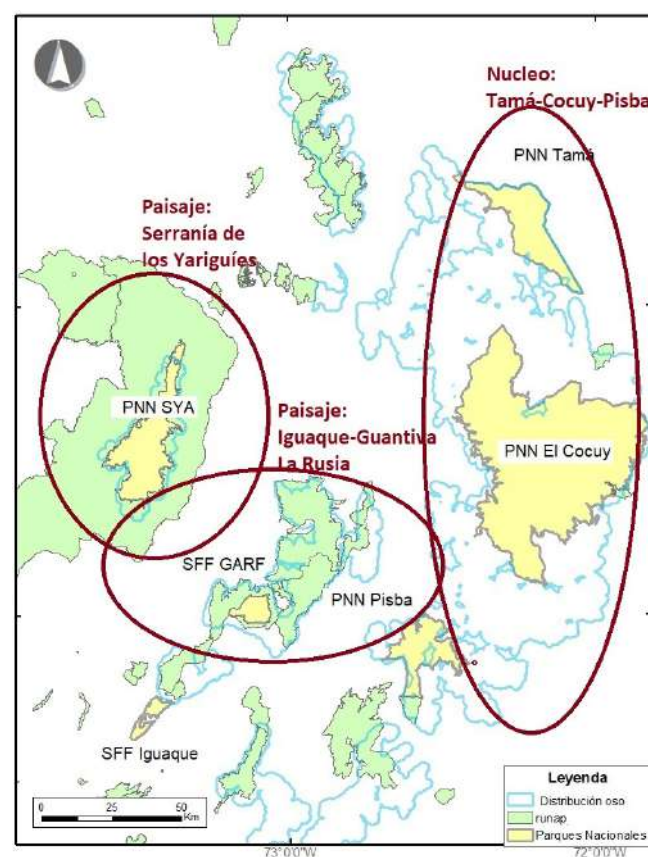 Nucleo:
Tamá-Cocuy-Pisba
PNN Tamá
Paisaje:
Serranía de
los Yariguíes
PNN SYA
Paisaje:
Iguaque-Guantiva
La Rusia
PNN El Cocuy
SFF GARF
PNN Pisba
SFF Iguaque
0 25 50
Km
Leyenda
Distribución oso
runap
Parques Nacionales
73°0'0"W
72°0'0"W